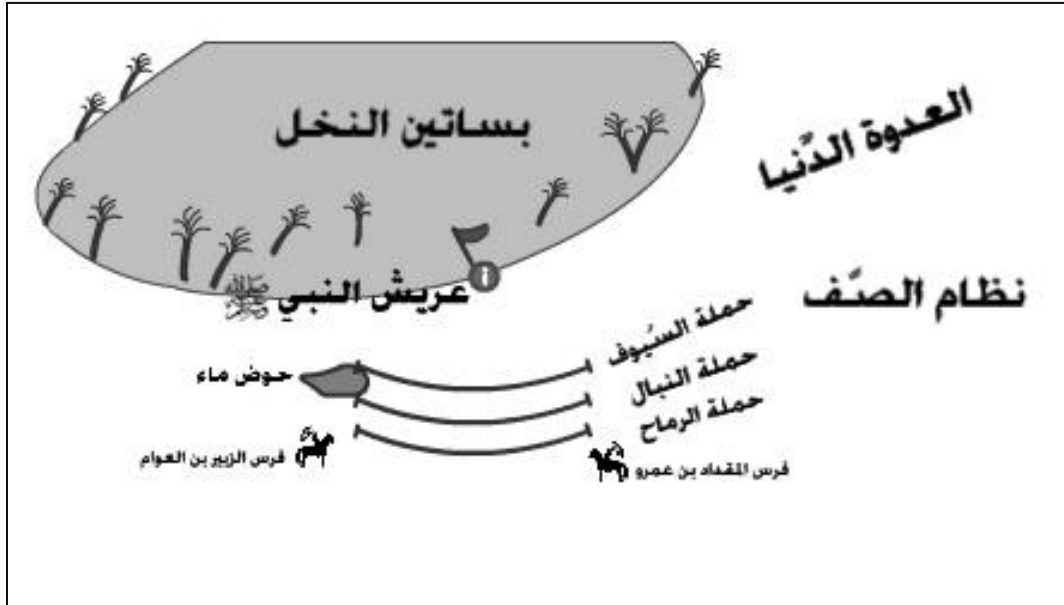 بساتين النخل
العدوة الدّنيا
عريش النبي ﷺ
نظام الصّف
حملة السّيوف
حملة النبال
حملة الرماح
حوض ماء
فرس الزبير بن العوام
فرس المقداد بن عمرو